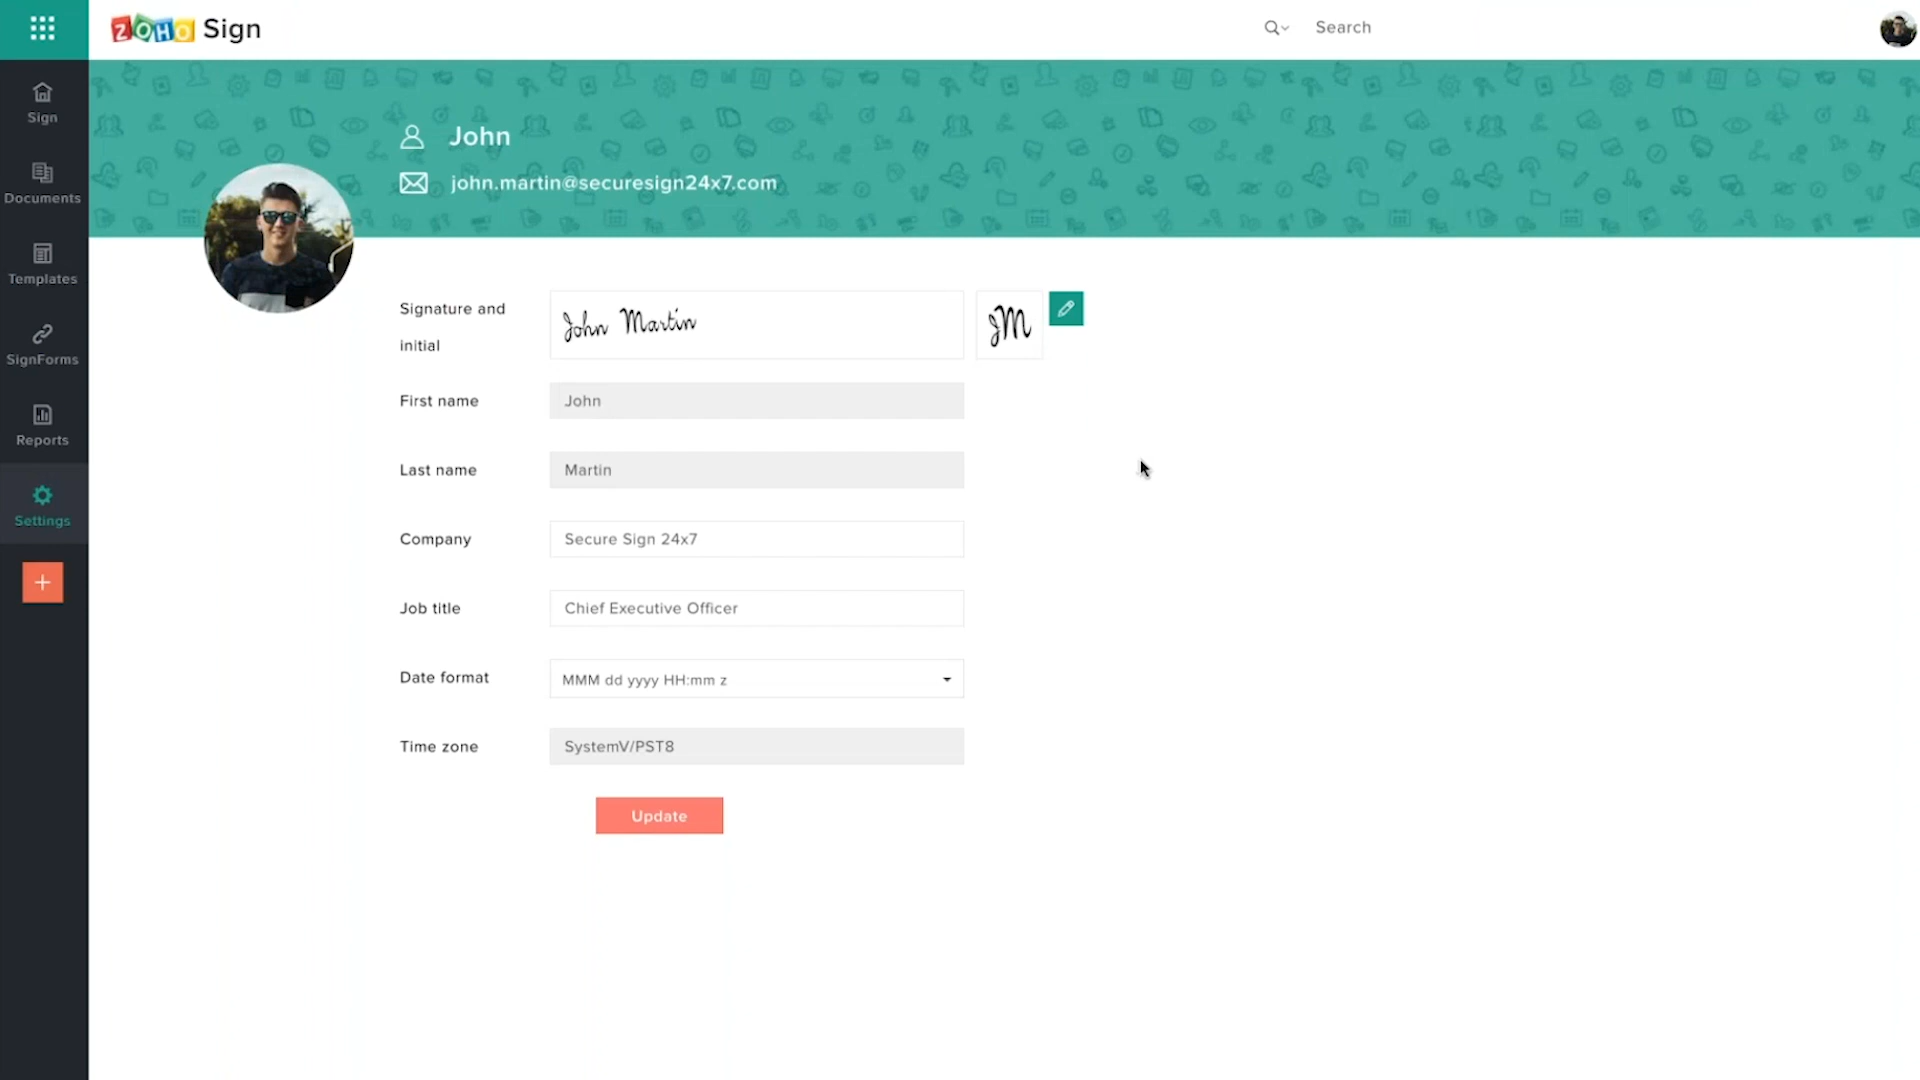 ZOHO Sign
Search
Sign
Documents
Templates
SignForms
Reports
Settings
John
john.martin@securesign24x7.com
Signature and
initial
John Martin
JM
First name
John
Last name
Martin
Company
Secure Sign 24x7
Job title
Chief Executive Officer
Date format
MMM dd yyyy HH:mm z
Time zone
SystemV/PST8
Update